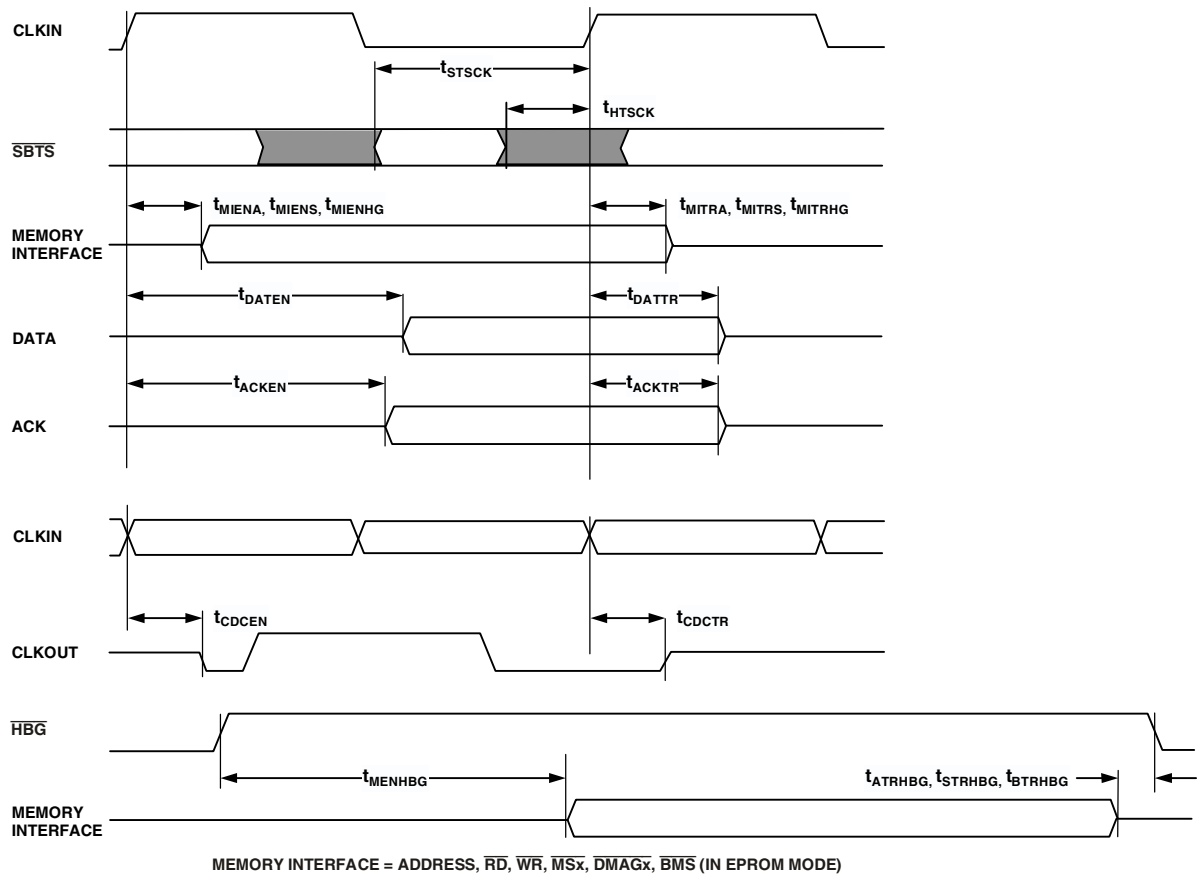 CLKIN
tSTSCK
tHTSCK
SBTS
tMIENA, tMIENS, tMIENHG
tMITRA, tMITRS, tMITRHG
MEMORY
INTERFACE
tDATEN
tDATTR
DATA
tACKEN
tACKTR
ACK
CLKIN
tCDCEN
tCDCTR
CLKOUT
HBG
tMENHBG
tATRHBG, tSTRHBG, tBTRHBG
MEMORY
INTERFACE
MEMORY INTERFACE = ADDRESS, RD, WR, MSx, DMAGx, BMS (IN EPROM MODE)